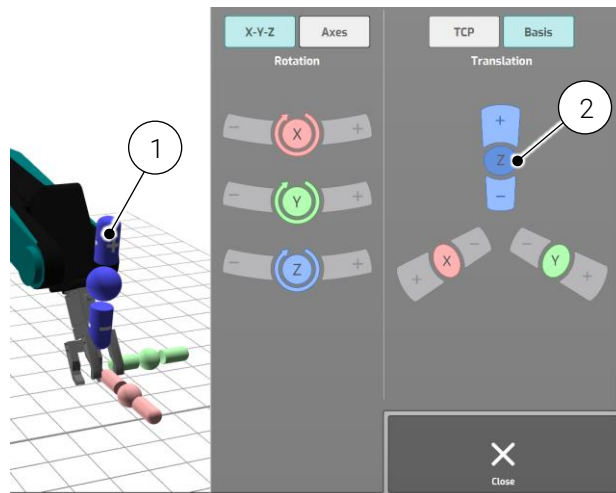 X-Y-Z Axes TCP Basis
Rotation Translation
1
+
2
- X +
Z
-
- Y +
X - - Y
+ +
- Z +
Close